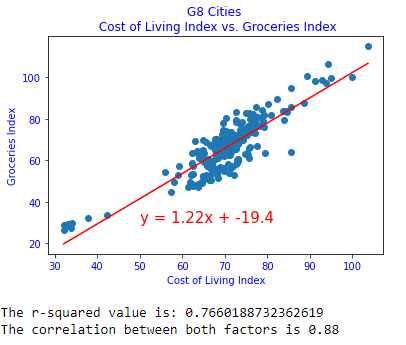 G8 Cities
Cost of Living Index vs. Groceries Index
Groceries Index
100
80
60
40
20
y = 1.22x + -19.4
30 40 50 60 70 80 90 100
Cost of Living Index
The r-squared value is: 0.7660188732362619
The correlation between both factors is 0.88